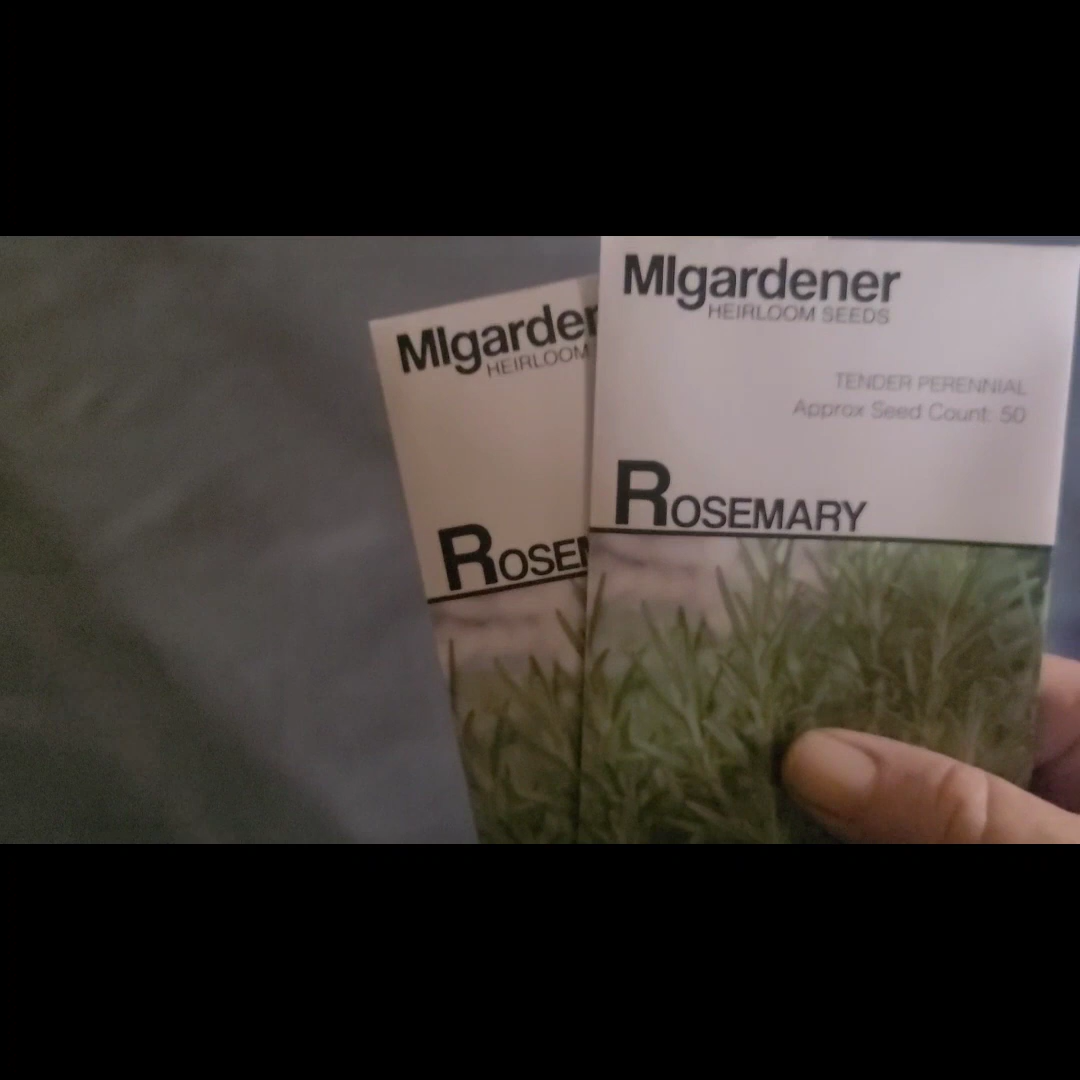 MIgarden
HEIRLOOM
ROSEM
MIgardener
HEIRLOOM SEEDS
TENDER PERENNIAL
Approx Seed Count: 50
ROSEMARY